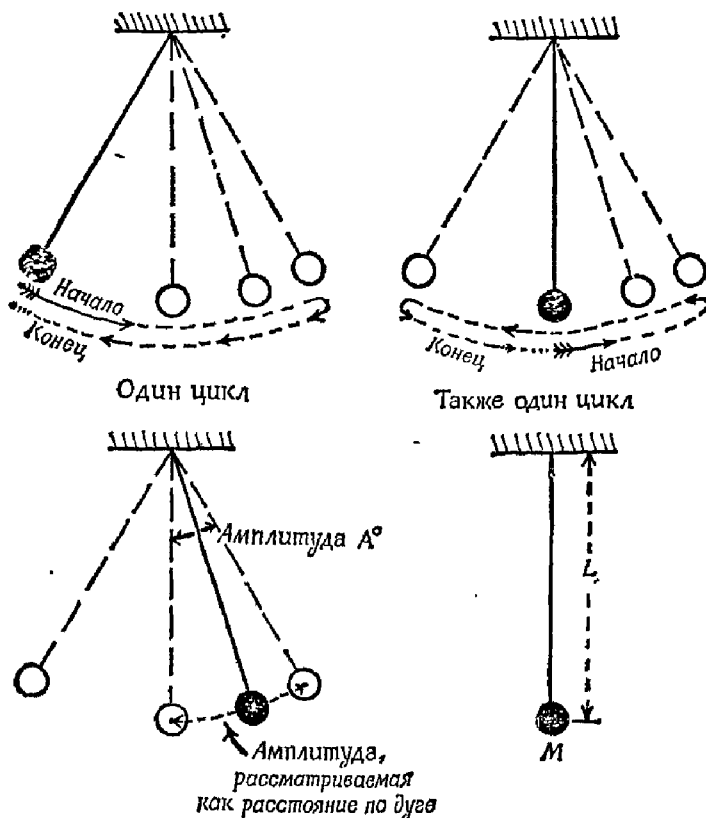 Начало
Конец
Один цикл
Конец
Начало
Также один цикл
Амплитуда A°
Амплитуда,
рассматриваемая
как расстояние по дуге
L
M